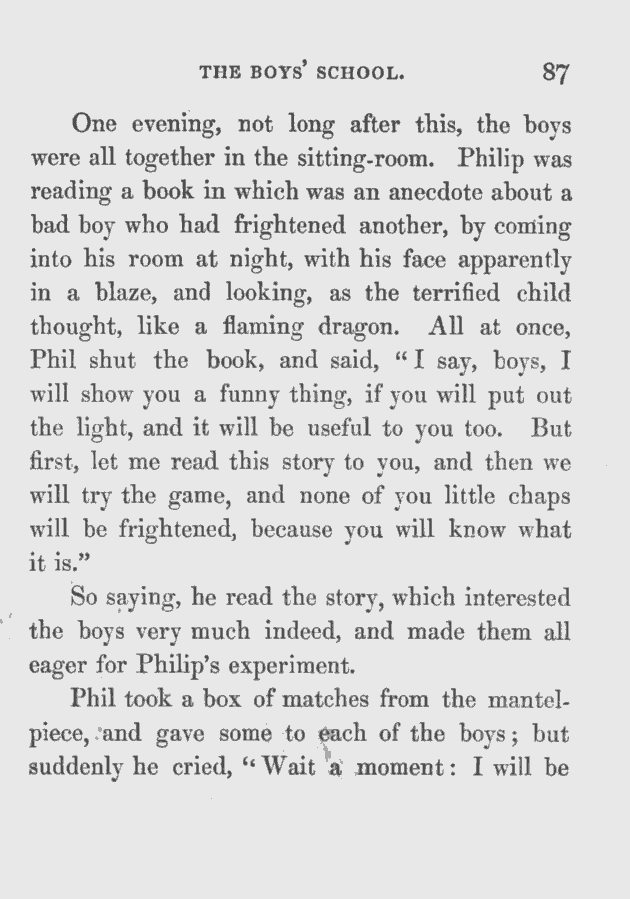 THE BOYS' SCHOOL. 87
One evening, not long after this, the boys
were all together in the sitting-room. Philip was
reading a book in which was an anecdote about a
bad boy who had frightened another, by coming
into his room at night, with his face apparently
in a blaze, and looking, as the terrified child
thought, like a flaming dragon. All at once,
Phil shut the book, and said, “I say, boys, I
will show you a funny thing, if you will put out
the light, and it will be useful to you too. But
first, let me read this story to you, and then we
will try the game, and none of you little chaps
will be frightened, because you will know what
it is.”
So saying, he read the story, which interested
the boys very much indeed, and made them all
eager for Philip’s experiment.
Phil took a box of matches from the mantel-
piece, and gave some to each of the boys; but
suddenly he cried, “Wait a moment: I will be